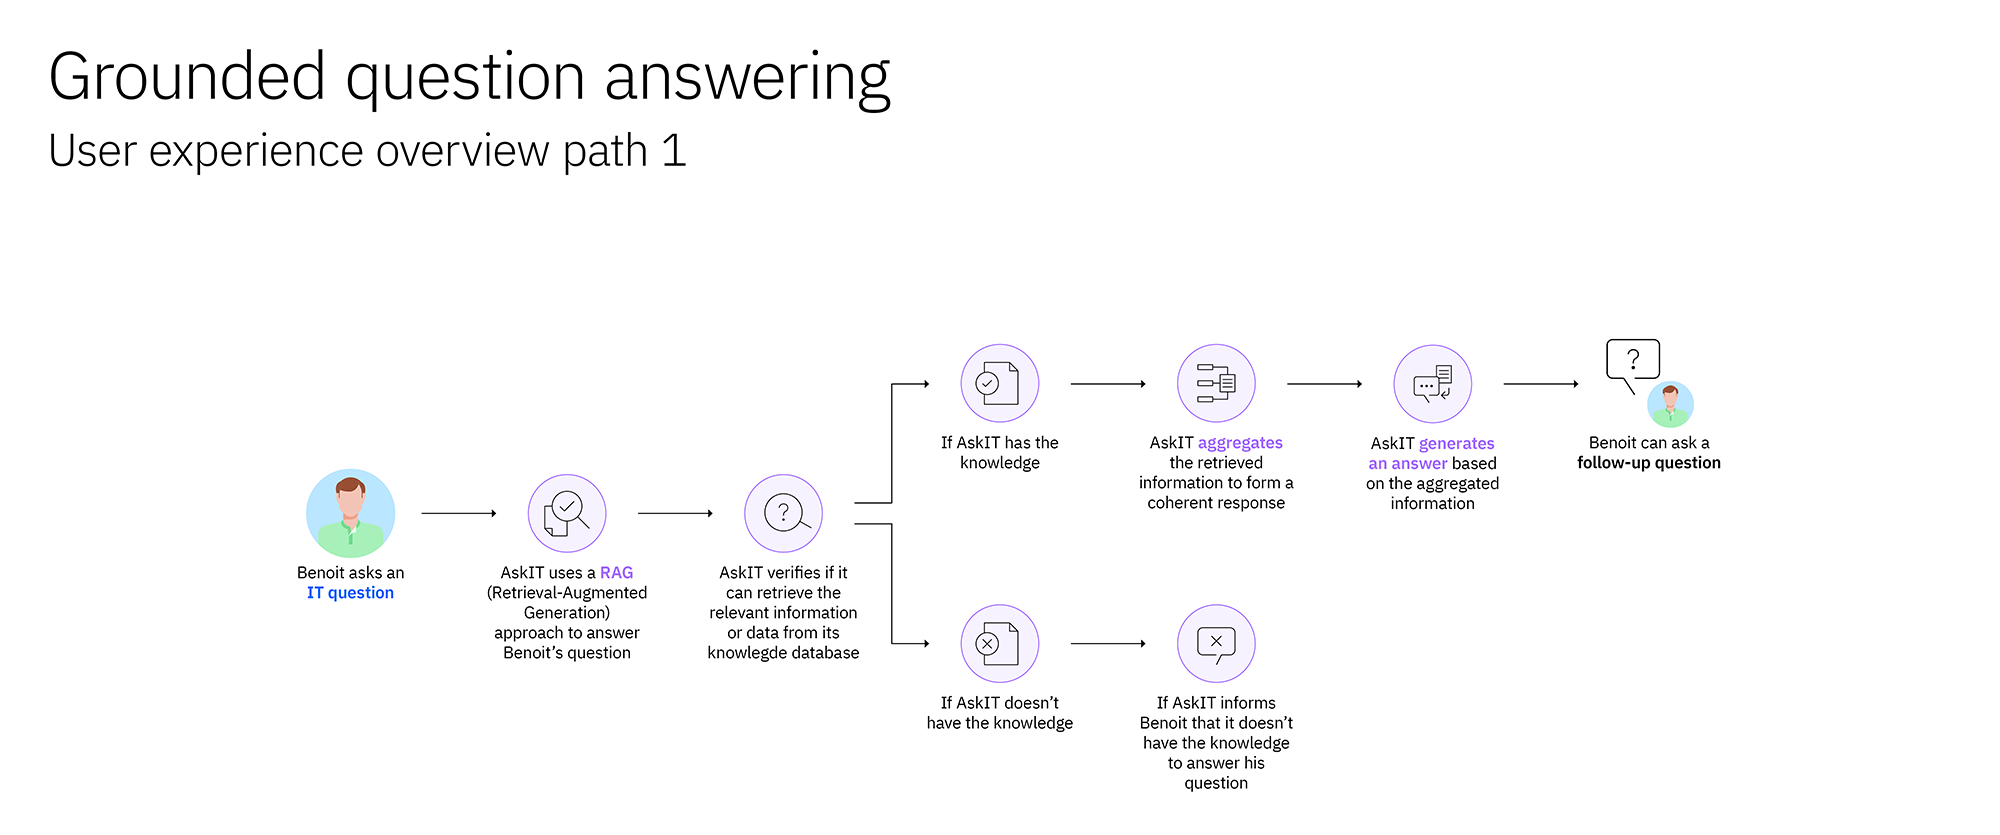 Grounded question answering
User experience overview path 1
Benoit asks an
IT question
AskIT uses a RAG
(Retrieval-Augmented
Generation)
approach to answer
Benoit’s question
AskIT verifies if it
can retrieve the
relevant information
or data from its
knowlegde database
If AskIT has the
knowledge
AskIT aggregates
the retrieved
information to form a
coherent response
AskIT generates
an answer based
on the aggregated
information
?
Benoit can ask a
follow-up question
?
If AskIT doesn’t
have the knowledge
If AskIT informs
Benoit that it doesn’t
have the knowledge
to answer his
question